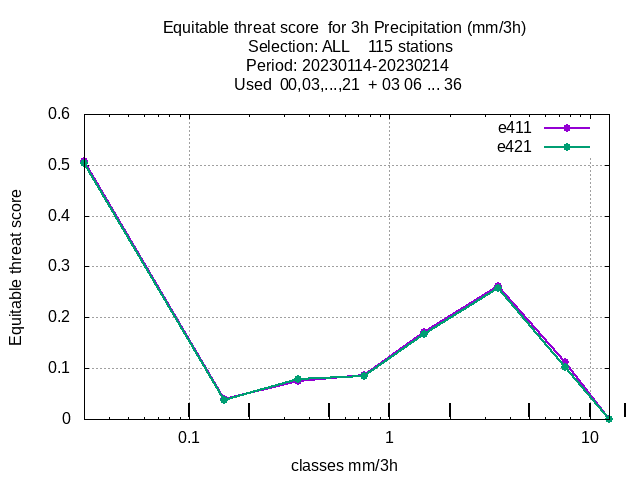 Equitable threat score  for 3h Precipitation (mm/3h)
Selection: ALL    115 stations
Period: 20230114-20230214
Used  00,03,...,21  + 03 06 ... 36
e411
e421
0.6
0.5
0.4
0.3
0.2
0.1
0
Equitable threat score
0.1
1
10
classes mm/3h